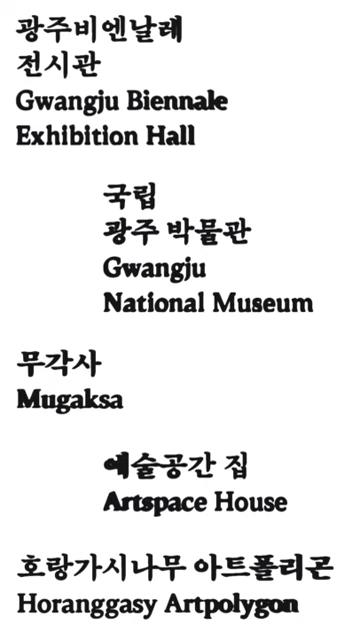 광주비엔날레
전시관
Gwangju Biennale
Exhibition Hall
국립
광주 박물관
Gwangju
National Museum
무각사
Mugaksa
예술공간 집
Artspace House
호랑가시나무 아트폴리곤
Horanggasy Artpolygon